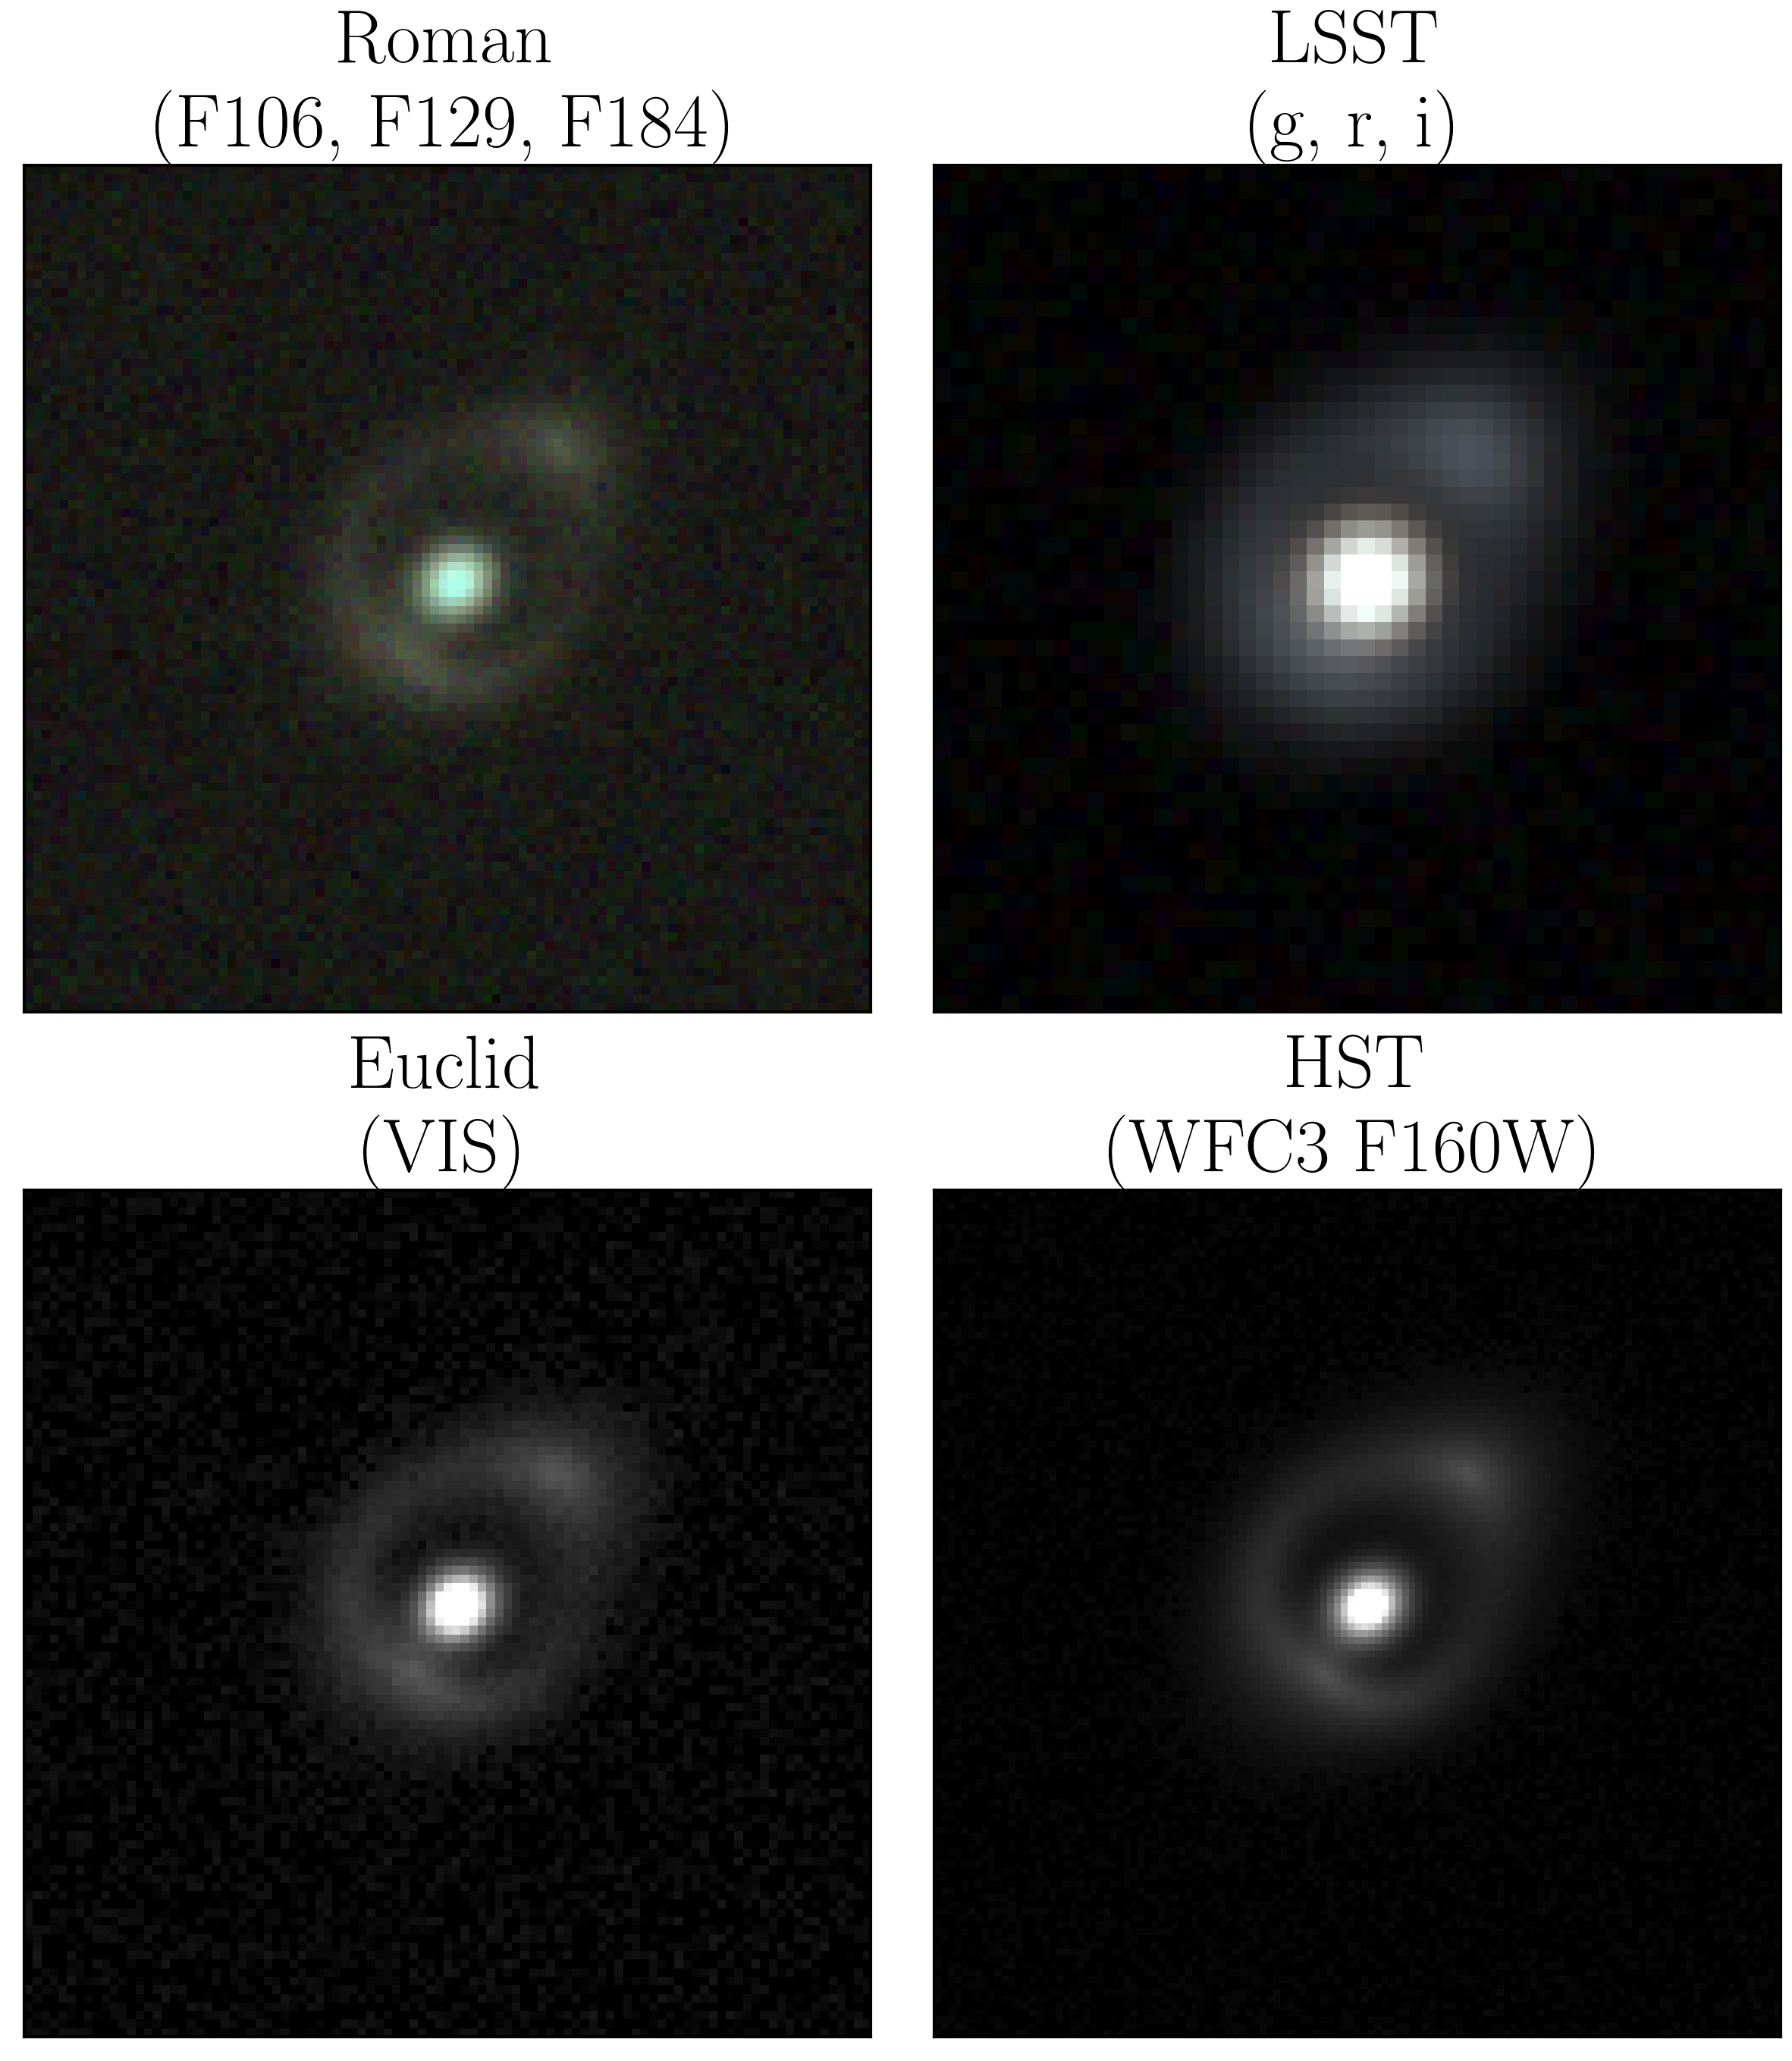 Roman
(F106, F129, F184)
LSST
(g, r, i)
Euclid
(VIS)
HST
(WFC3 F160W)